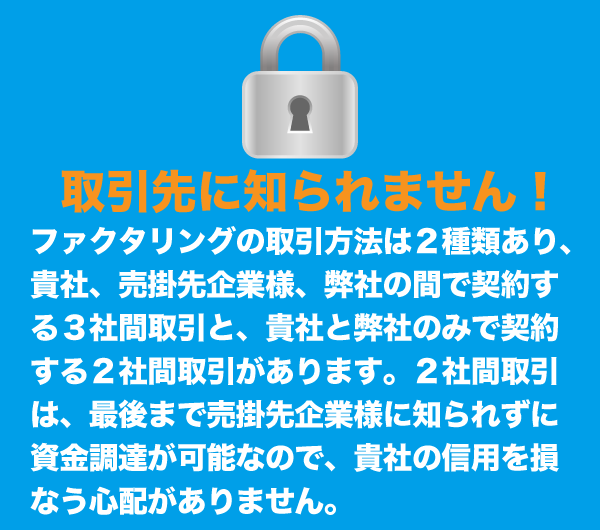 取引先に知られません！
ファクタリングの取引方法は２種類あり、
貴社、売掛先企業様、弊社の間で契約す
る３社間取引と、貴社と弊社のみで契約
する２社間取引があります。２社間取引
は、最後まで売掛先企業様に知られずに
資金調達が可能なので、貴社の信用を損
なう心配がありません。